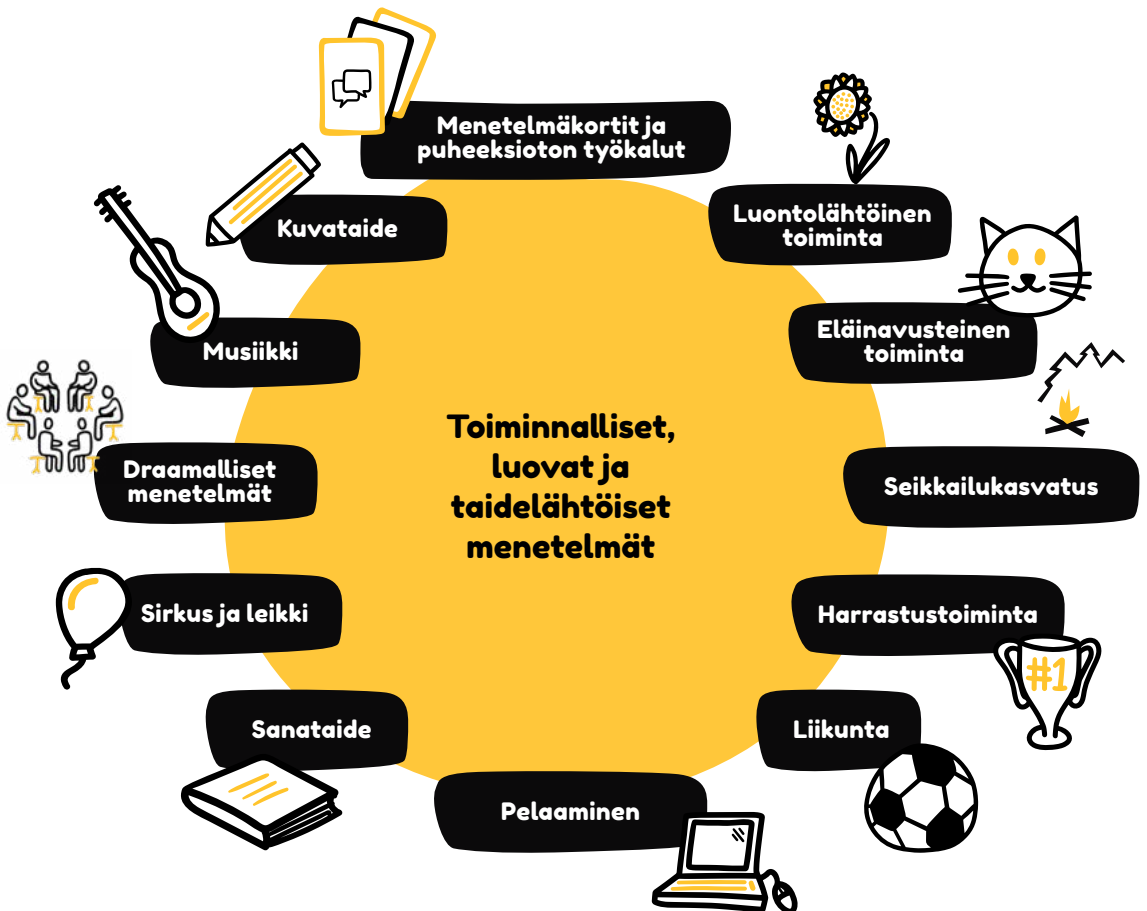 Menetelmäkortit ja
puheeksioton työkalut
Kuvataide
Luontolähtöinen
toiminta
Musiikki
Eläinavusteinen
toiminta
Toiminnalliset,
luovat ja
taidelähtöiset
menetelmät
Draamalliset
menetelmät
Seikkailukasvatus
Sirkus ja leikki
Harrastustoiminta
#1
Sanataide
Liikunta
Pelaaminen